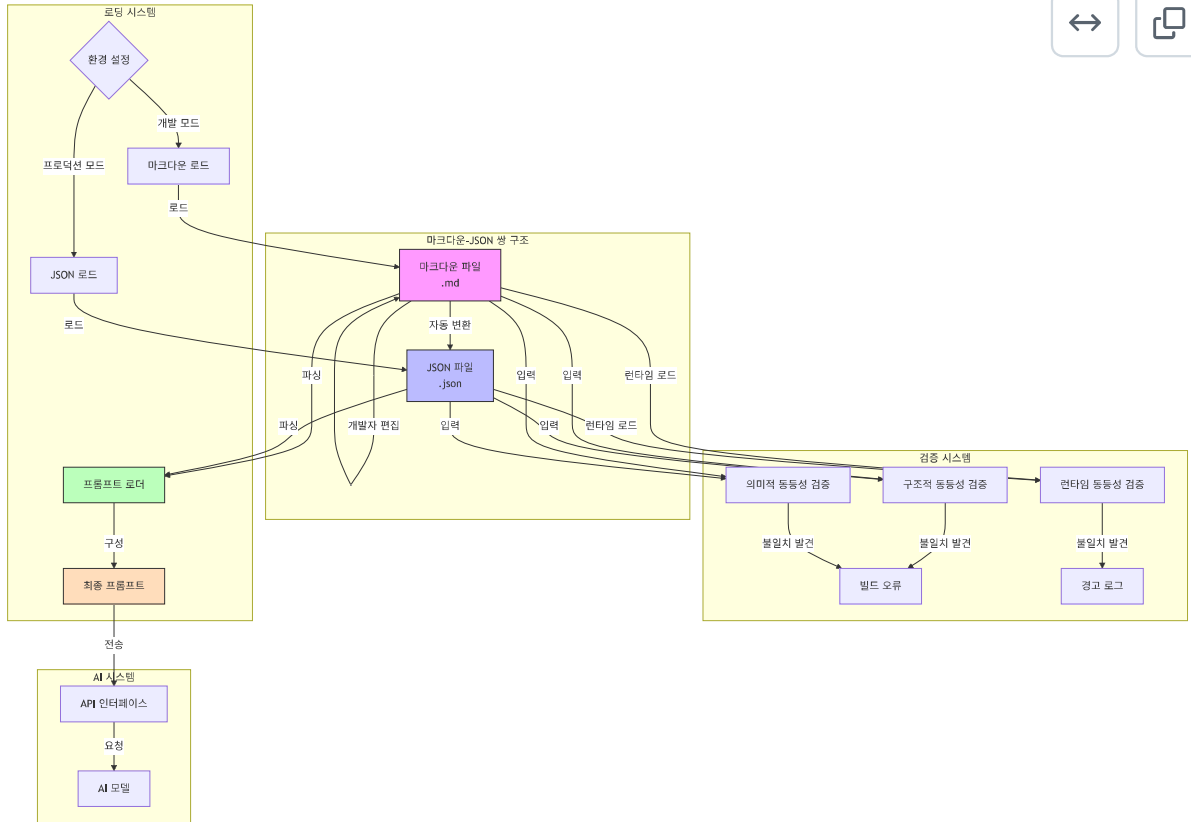 로딩 시스템
환경 설정
개발 모드
프로덕션 모드
마크다운 로드
로드
JSON 로드
로드
마크다운-JSON 쌍 구조
마크다운 파일
.md
자동 변환
JSON 파일
.json
파싱
입력
입력
런타임 로드
파싱
개발자 편집
입력
입력
런타임 로드
검증 시스템
프롬프트 로더
의미적 동등성 검증
구조적 동등성 검증
런타임 동등성 검증
구성
불일치 발견
불일치 발견
불일치 발견
최종 프롬프트
빌드 오류
경고 로그
전송
AI 시스템
API 인터페이스
요청
AI 모델